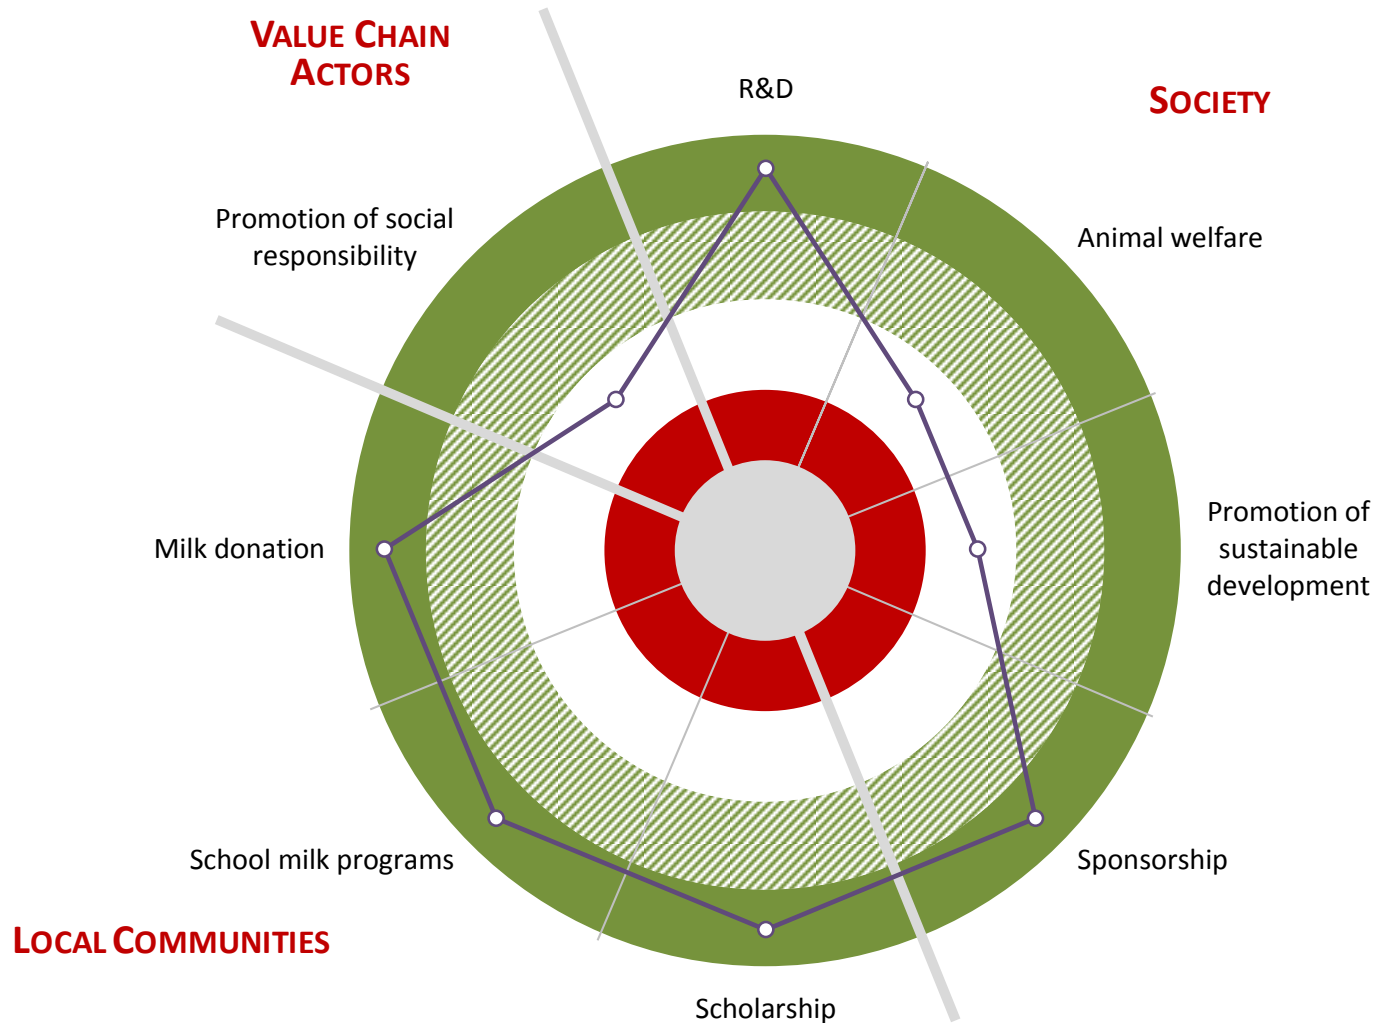 VALUE CHAIN
ACTORS
R&D
SOCIETY
Promotion of social
responsibility
Animal welfare
Milk donation
Promotion of
sustainable
development
School milk programs
Sponsorship
LOCAL COMMUNITIES
Scholarship